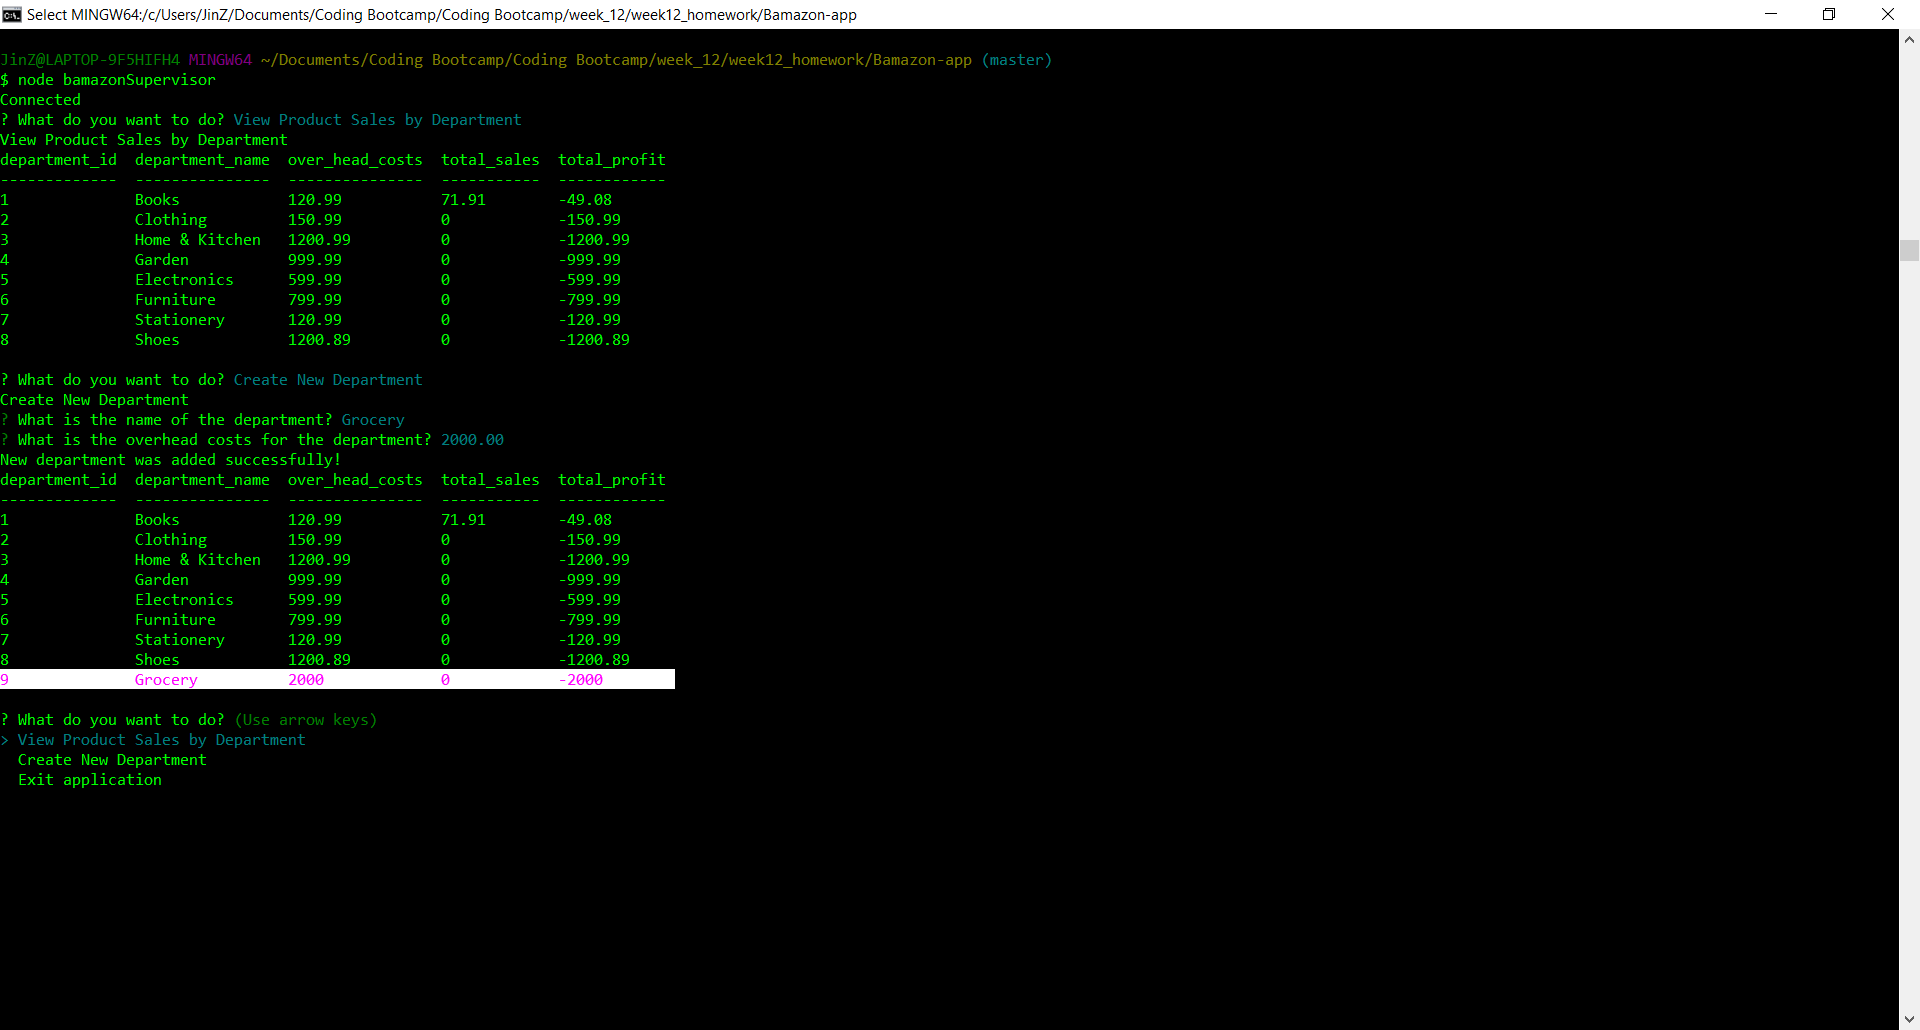 Select MINGW64:/c/Users/JinZ/Documents/Coding Bootcamp/Coding Bootcamp/week_12/week12_homework/Bamazon-app
JinZ@LAPTOP-9F5HIFH4 MINGW64 ~/Documents/Coding Bootcamp/Coding Bootcamp/week_12/week12_homework/Bamazon-app (master)
$ node bamazonSupervisor
Connected
? What do you want to do? View Product Sales by Department
View Product Sales by Department
department_id  department_name  over_head_costs  total_sales  total_profit
-------------  ---------------  ---------------  -----------  ------------
1              Books            120.99           71.91        -49.08
2              Clothing         150.99           0            -150.99
3              Home & Kitchen   1200.99          0            -1200.99
4              Garden           999.99           0            -999.99
5              Electronics      599.99           0            -599.99
6              Furniture        799.99           0            -799.99
7              Stationery       120.99           0            -120.99
8              Shoes            1200.89          0            -1200.89
? What do you want to do? Create New Department
Create New Department
? What is the name of the department? Grocery
? What is the overhead costs for the department? 2000.00
New department was added successfully!
department_id  department_name  over_head_costs  total_sales  total_profit
-------------  ---------------  ---------------  -----------  ------------
1              Books            120.99           71.91        -49.08
2              Clothing         150.99           0            -150.99
3              Home & Kitchen   1200.99          0            -1200.99
4              Garden           999.99           0            -999.99
5              Electronics      599.99           0            -599.99
6              Furniture        799.99           0            -799.99
7              Stationery       120.99           0            -120.99
8              Shoes            1200.89          0            -1200.89
9              Grocery          2000             0            -2000
? What do you want to do? (Use arrow keys)
> View Product Sales by Department
  Create New Department
  Exit application